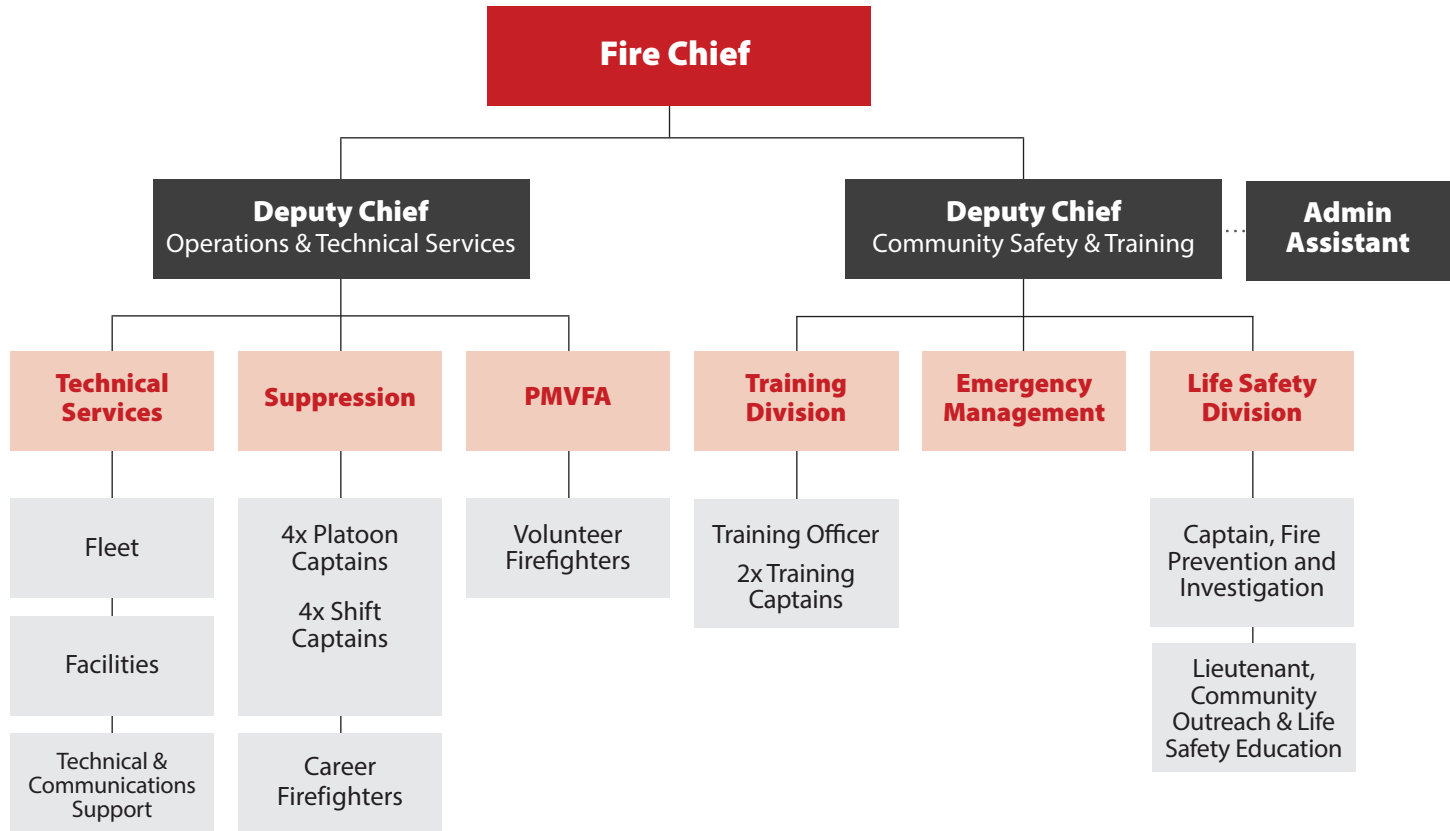 Fire Chief
Deputy Chief
Operations & Technical Services
Deputy Chief
Community Safety & Training
Admin
Assistant
Technical
Services
Suppression
PMVFA
Training
Division
Emergency
Management
Life Safety
Division
Fleet
Facilities
Technical &
Communications
Support
4x Platoon
Captains
4x Shift
Captains
Career
Firefighters
Volunteer
Firefighters
Training Officer
2x Training
Captains
Captain, Fire
Prevention and
Investigation
Lieutenant,
Community
Outreach & Life
Safety Education